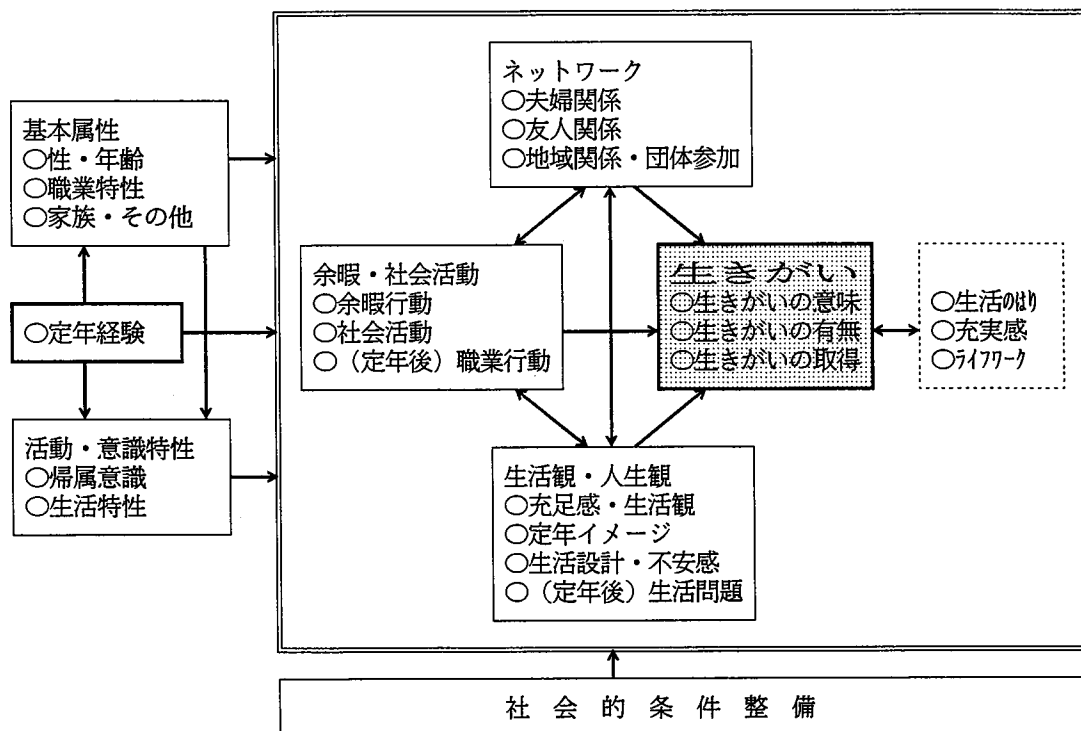 基本属性
○性・年齢
○職業特性
○家族・その他
○定年経験
活動・意識特性
○帰属意識
○生活特性
ネットワーク
○夫婦関係
○友人関係
○地域関係・団体参加
余暇・社会活動
○余暇行動
○社会活動
○（定年後）職業行動
生きがい
○生きがいの意味
○生きがいの有無
○生きがいの取得
○生活のはり
○充実感
○ﾗｲﾌﾜｰｸ
生活観・人生観
○充足感・生活観
○定年イメージ
○生活設計・不安感
○（定年後）生活問題
社会的条件整備